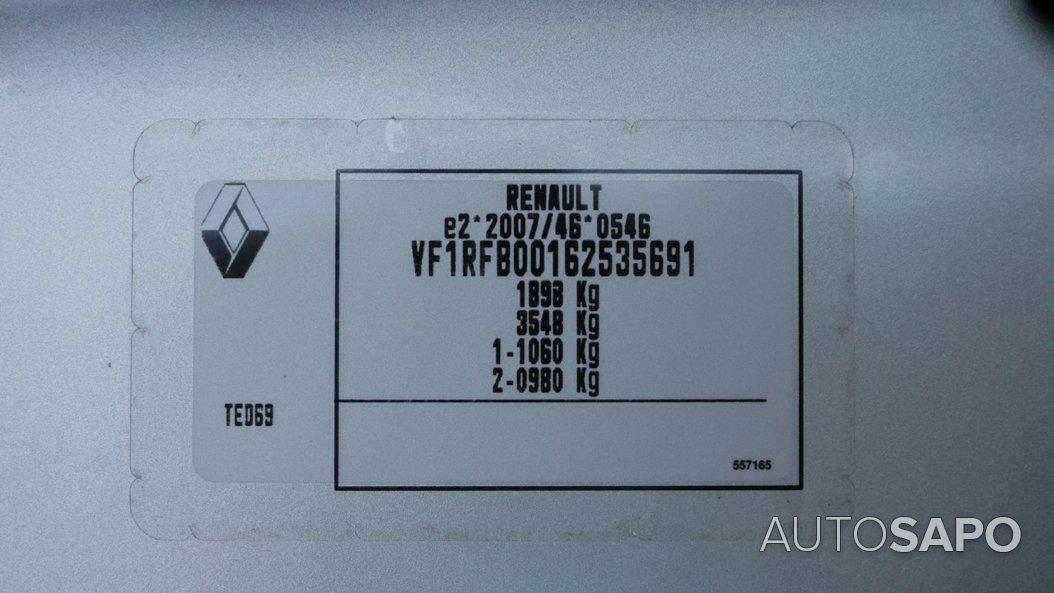 RENAULT
e2*2007/46*0546
VF1RFB00162535691
1898 Kg
3548 Kg
1-1060 Kg
2-0980 Kg
TED69
557165
AUTOSAPO